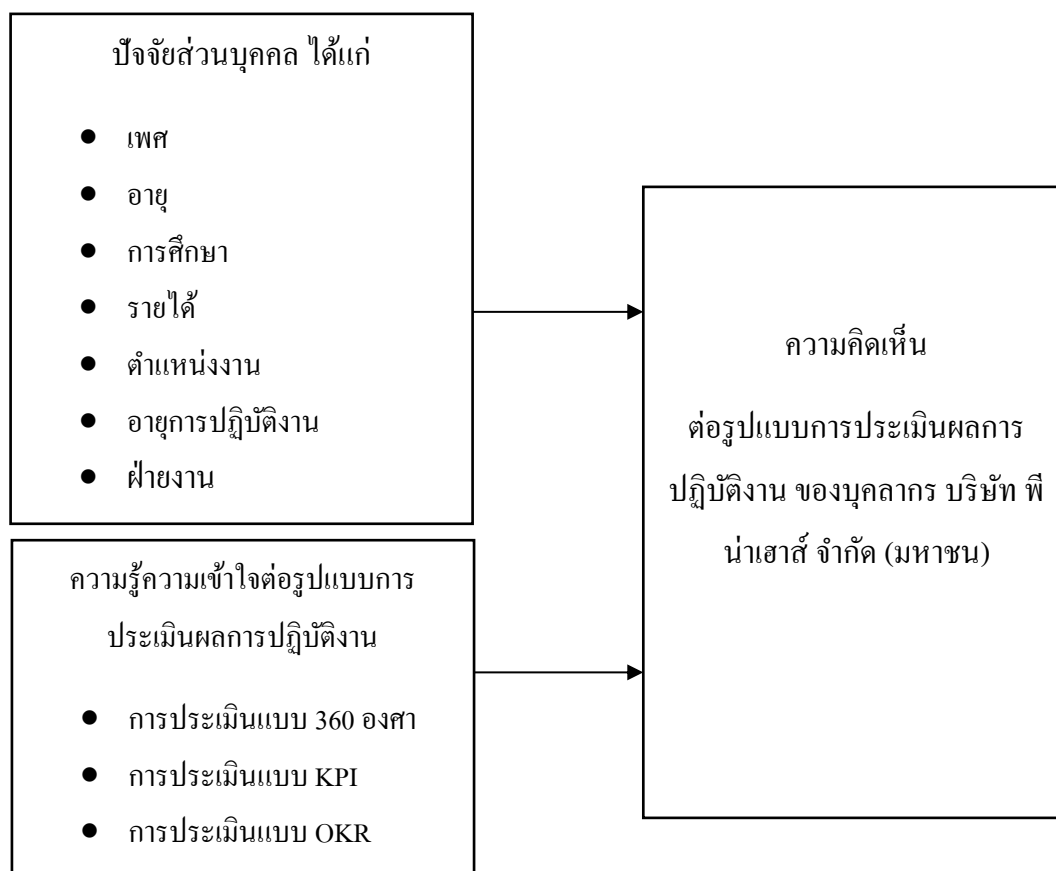 ปัจจัยส่วนบุคคล ได้แก่
● เพศ
● อายุ
● การศึกษา
● รายได้
● ตำแหน่งงาน
● อายุการปฏิบัติงาน
● ฝ่ายงาน
ความรู้ความเข้าใจต่อรูปแบบการ
ประเมินผลการปฏิบัติงาน
● การประเมินแบบ 360 องศา
● การประเมินแบบ KPI
● การประเมินแบบ OKR
ความคิดเห็น
ต่อรูปแบบการประเมินผลการ
ปฏิบัติงาน ของบุคลากร บริษัท พี
น่าเฮาส์ จำกัด (มหาชน)